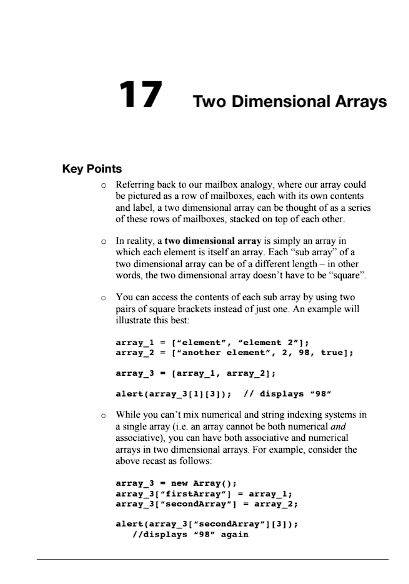 17 Two Dimensional Arrays
Key Points
o Referring back to our mailbox analogy, where our array could
be pictured as a row of mailboxes, each with its own contents
and label, a two dimensional array can be thought of as a series
of these rows of mailboxes, stacked on top of each other.
o In reality, a two dimensional array is simply an array in
which each element is itself an array. Each “sub array” of a
two dimensional array can be of a different length – in other
words, the two dimensional array doesn’t have to be “square”.
o You can access the contents of each sub array by using two
pairs of square brackets instead of just one. An example will
illustrate this best:
array_1 = [“element”, “element 2”];
array_2 = [“another element”, 2, 98, true];
array_3 = [array_1, array_2];
alert(array_3[1][3]); // displays “98”
o While you can’t mix numerical and string indexing systems in
a single array (i.e. an array cannot be both numerical and
associative), you can have both associative and numerical
arrays in two dimensional arrays. For example, consider the
above recast as follows:
array_3 = new Array();
array_3[“firstArray”] = array_1;
array_3[“secondArray”] = array_2;
alert(array_3[“secondArray”][3]);
//displays “98” again